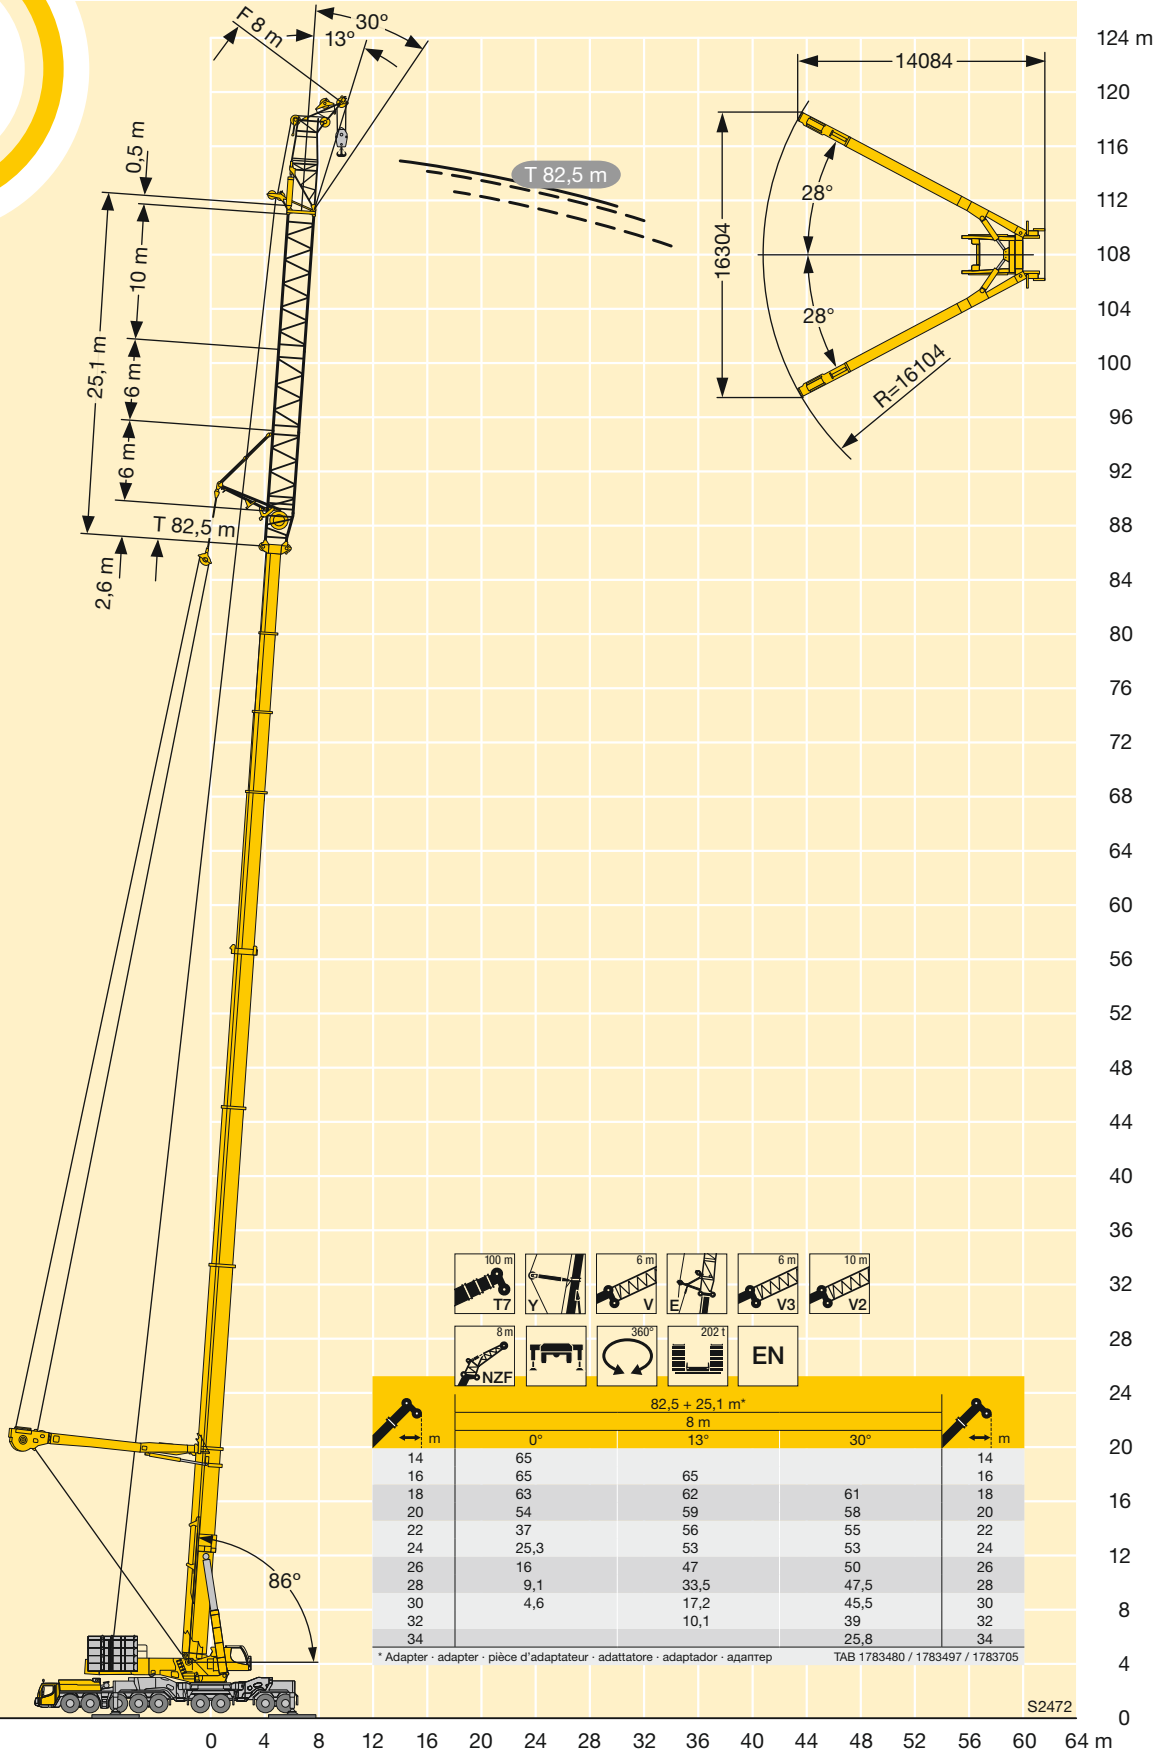 F 8 m
30°
13°
0,5 m
10 m
25,1 m
6 m
6 m
T 82,5 m
2,6 m
T 82,5 m
14084
16304
28°
28°
R=16104
124 m
120
116
112
108
104
100
96
92
88
84
80
76
72
68
64
60
56
52
48
44
40
36
32
28
24
20
16
12
8
4
0
86°
100 m T7
Y
6 m V
E
6 m V3
10 m V2
8 m NZF
360°
202 t
EN
82,5 + 25,1 m*
8 m
m 0° 13° 30° m
14 65 14
16 65 65 16
18 63 62 61 18
20 54 59 58 20
22 37 56 55 22
24 25,3 53 53 24
26 16 47 50 26
28 9,1 33,5 47,5 28
30 4,6 17,2 45,5 30
32 10,1 39 32
34 25,8 34
* Adapter · adapter · pièce d'adaptateur · adattatore · adaptador · адаптер TAB 1783480 / 1783497 / 1783705
S2472
0 4 8 12 16 20 24 28 32 36 40 44 48 52 56 60 64 m